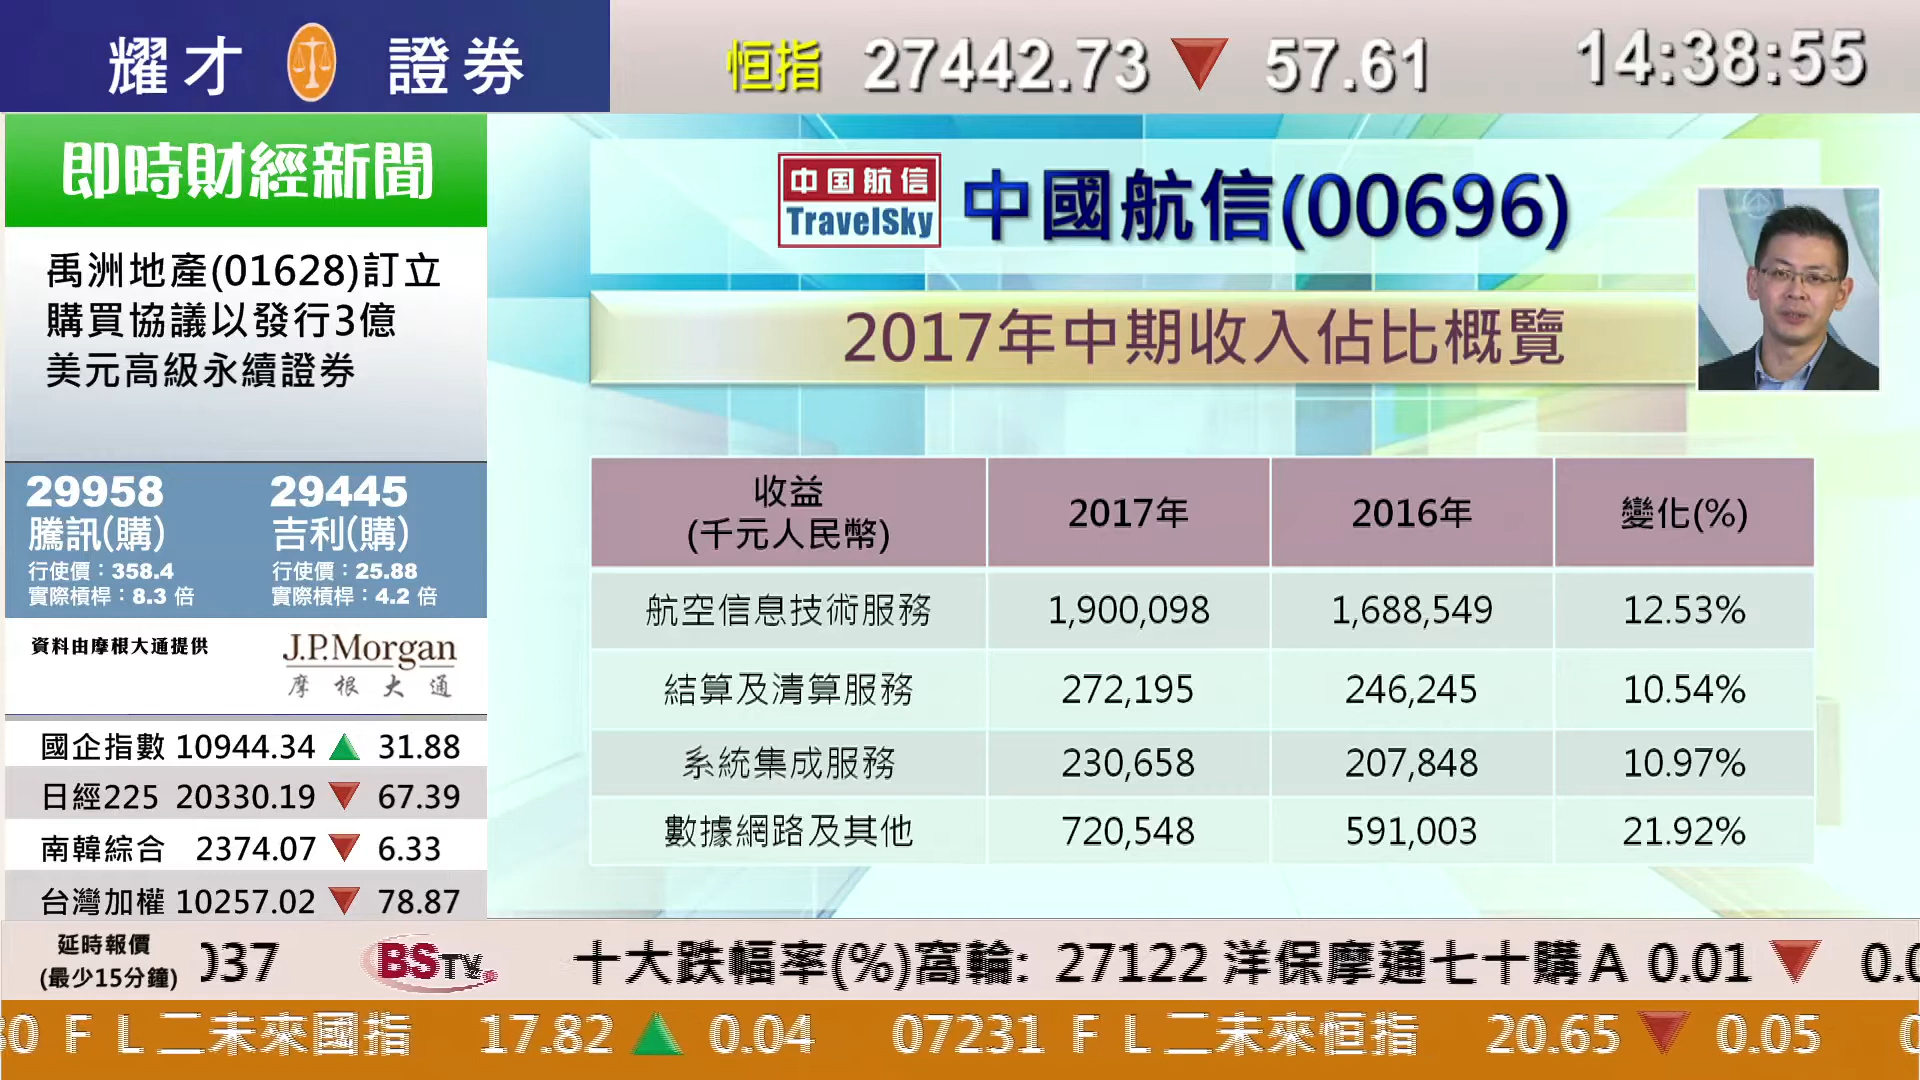 耀才 證券
恒指 27442.73 ▼ 57.61 14:38:55
即時財經新聞
禹洲地產(01628)訂立
購買協議以發行3億
美元高級永續證券
29958 29445
騰訊(購) 吉利(購)
行使價：358.4 行使價：25.88
實際槓桿：8.3 倍 實際槓桿：4.2 倍
資料由摩根大通提供 J.P.Morgan
摩根大通
國企指數 10944.34 ▲ 31.88
日經225 20330.19 ▼ 67.39
南韓綜合 2374.07 ▼ 6.33
台灣加權 10257.02 ▼ 78.87
中国航信
TravelSky
中國航信(00696)
2017年中期收入佔比概覽
收益
(千元人民幣) 2017年 2016年 變化(%)
航空信息技術服務 1,900,098 1,688,549 12.53%
結算及清算服務 272,195 246,245 10.54%
系統集成服務 230,658 207,848 10.97%
數據網路及其他 720,548 591,003 21.92%
延時報價
(最少15分鐘)
037 BSTV 十大跌幅率(%)窩輪: 27122 洋保摩通七十購A 0.01 ▼ 0.0
30 F L二未來國指 17.82 ▲ 0.04 07231 F L二未來恒指 20.65 ▼ 0.05